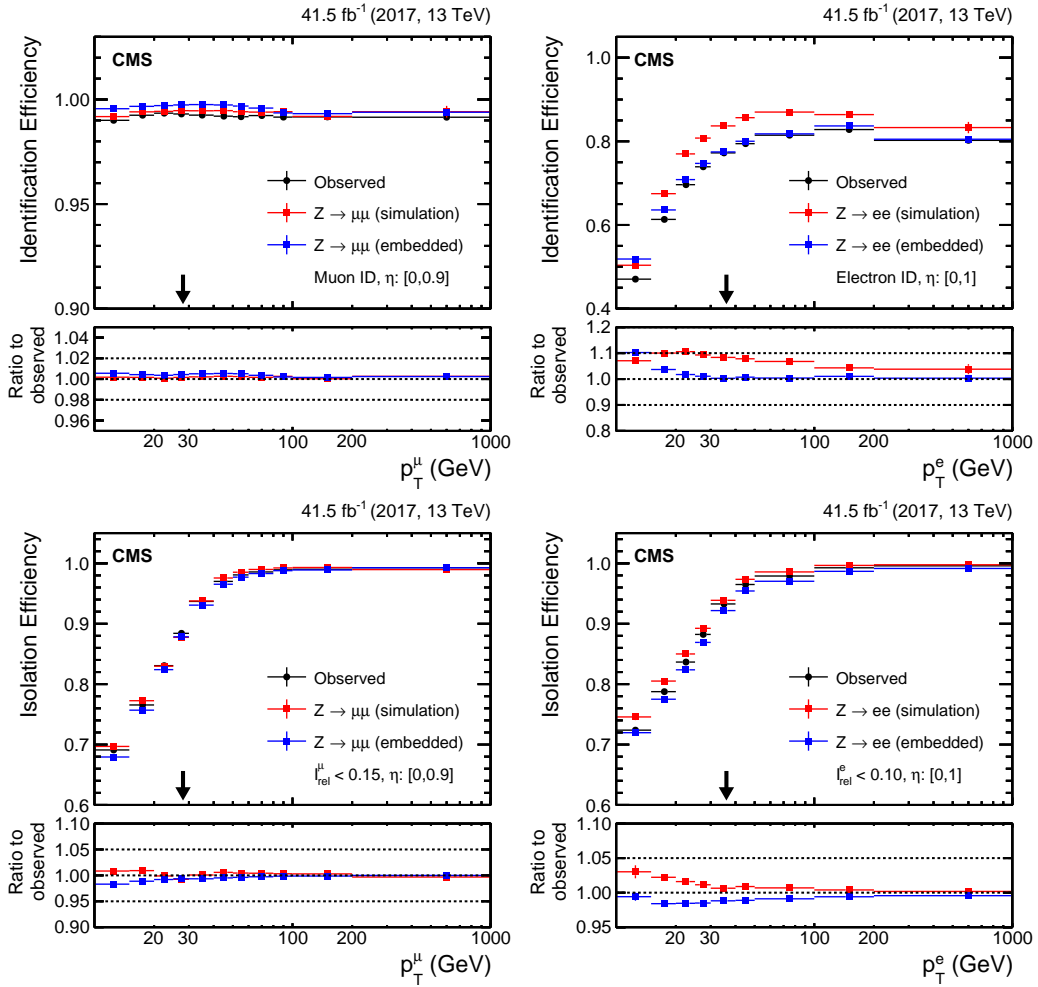 41.5 fb⁻¹ (2017, 13 TeV)
CMS
Identification Efficiency
1.00
0.95
0.90
Observed
Z → μμ (simulation)
Z → μμ (embedded)
Muon ID, η: [0,0.9]
Ratio to
observed
1.04
1.02
1.00
0.98
0.96
20 30 100 200 1000
p_T^μ (GeV)
41.5 fb⁻¹ (2017, 13 TeV)
CMS
Identification Efficiency
1.0
0.8
0.6
0.4
Observed
Z → ee (simulation)
Z → ee (embedded)
Electron ID, η: [0,1]
Ratio to
observed
1.2
1.1
1.0
0.9
0.8
20 30 100 200 1000
p_T^e (GeV)
41.5 fb⁻¹ (2017, 13 TeV)
CMS
Isolation Efficiency
1.0
0.9
0.8
0.7
0.6
Observed
Z → μμ (simulation)
Z → μμ (embedded)
I_rel^μ < 0.15, η: [0,0.9]
Ratio to
observed
1.10
1.05
1.00
0.95
0.90
20 30 100 200 1000
p_T^μ (GeV)
41.5 fb⁻¹ (2017, 13 TeV)
CMS
Isolation Efficiency
1.0
0.9
0.8
0.7
0.6
Observed
Z → ee (simulation)
Z → ee (embedded)
I_rel^e < 0.10, η: [0,1]
Ratio to
observed
1.10
1.05
1.00
0.95
20 30 100 200 1000
p_T^e (GeV)